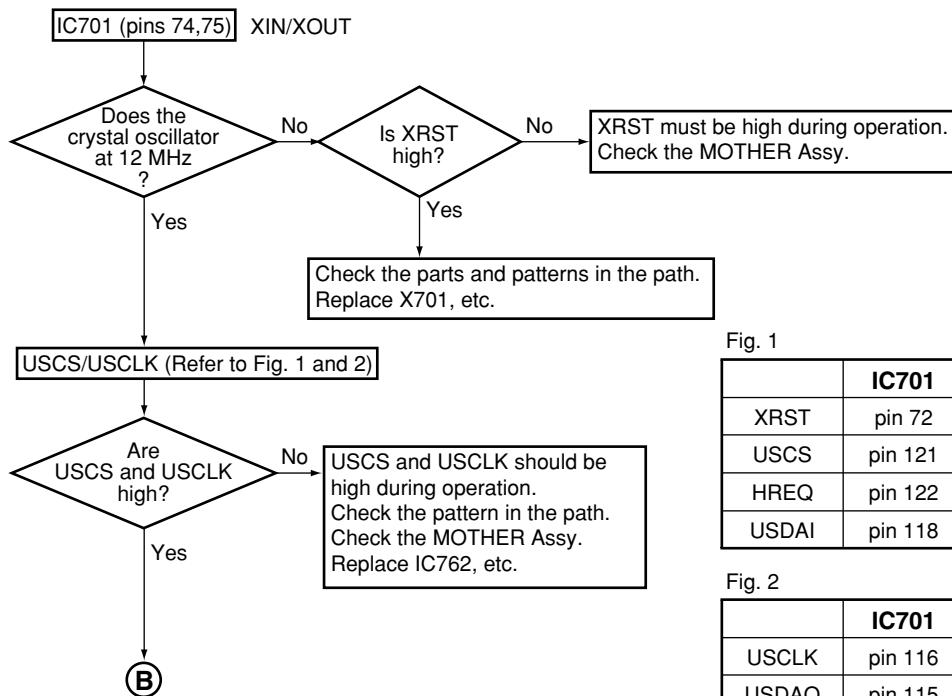 IC701 (pins 74,75) XIN/XOUT
Does the
crystal oscillator
at 12 MHz
?
No
Is XRST
high?
No
XRST must be high during operation.
Check the MOTHER Assy.
Yes
Yes
Check the parts and patterns in the path.
Replace X701, etc.
USCS/USCLK (Refer to Fig. 1 and 2)
Are
USCS and USCLK
high?
No
USCS and USCLK should be
high during operation.
Check the pattern in the path.
Check the MOTHER Assy.
Replace IC762, etc.
Yes
B
Fig. 1
IC701
XRST pin 72
USCS pin 121
HREQ pin 122
USDAI pin 118
Fig. 2
IC701
USCLK pin 116
USDAO pin 115